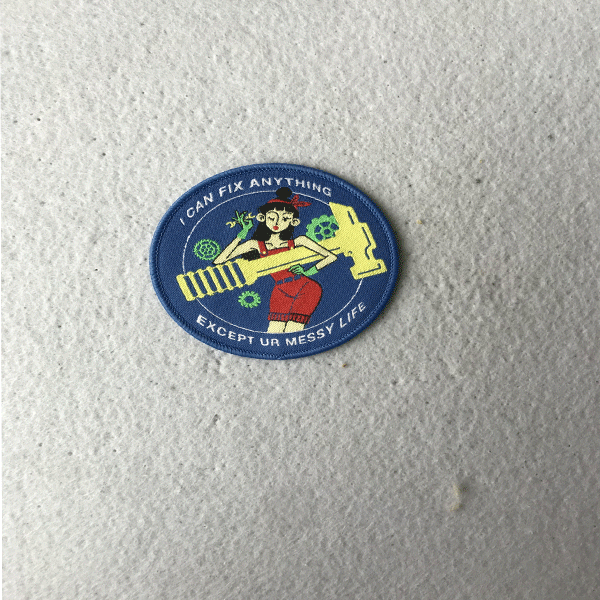 I CAN FIX ANYTHING
EXCEPT UR MESSY LIFE